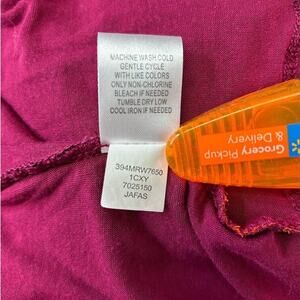 MACHINE WASH COLD
GENTLE CYCLE
WITH LIKE COLORS
ONLY NON-CHLORINE
BLEACH IF NEEDED
TUMBLE DRY LOW
COOL IRON IF NEEDED
394MRW7650
1CXY
7025150
JAFAS
Grocery Pickup
& Delivery